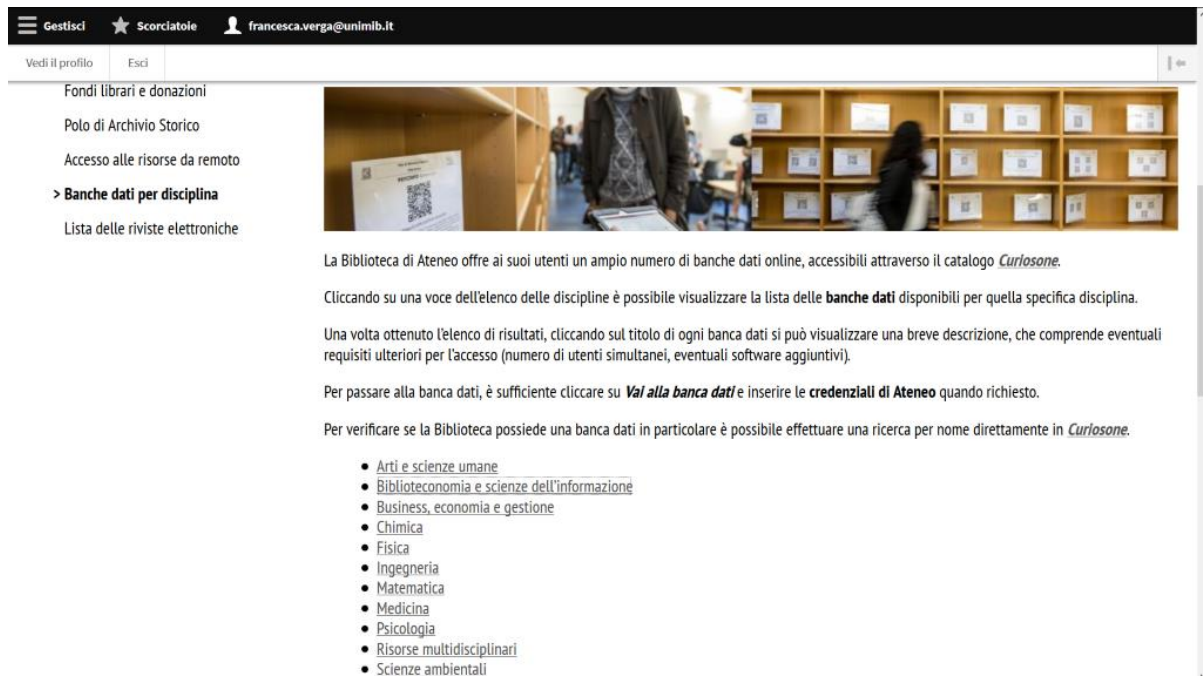 Gestisci Scorciatoie francesca.verga@unimib.it
Vedi il profilo Esci
Fondi librari e donazioni
Polo di Archivio Storico
Accesso alle risorse da remoto
> Banche dati per disciplina
Lista delle riviste elettroniche
La Biblioteca di Ateneo offre ai suoi utenti un ampio numero di banche dati online, accessibili attraverso il catalogo Curiosone.
Cliccando su una voce dell'elenco delle discipline è possibile visualizzare la lista delle banche dati disponibili per quella specifica disciplina.
Una volta ottenuto l'elenco di risultati, cliccando sul titolo di ogni banca dati si può visualizzare una breve descrizione, che comprende eventuali
requisiti ulteriori per l'accesso (numero di utenti simultanei, eventuali software aggiuntivi).
Per passare alla banca dati, è sufficiente cliccare su Vai alla banca dati e inserire le credenziali di Ateneo quando richiesto.
Per verificare se la Biblioteca possiede una banca dati in particolare è possibile effettuare una ricerca per nome direttamente in Curiosone.
• Arti e scienze umane
• Biblioteconomia e scienze dell'informazione
• Business, economia e gestione
• Chimica
• Fisica
• Ingegneria
• Matematica
• Medicina
• Psicologia
• Risorse multidisciplinari
• Scienze ambientali